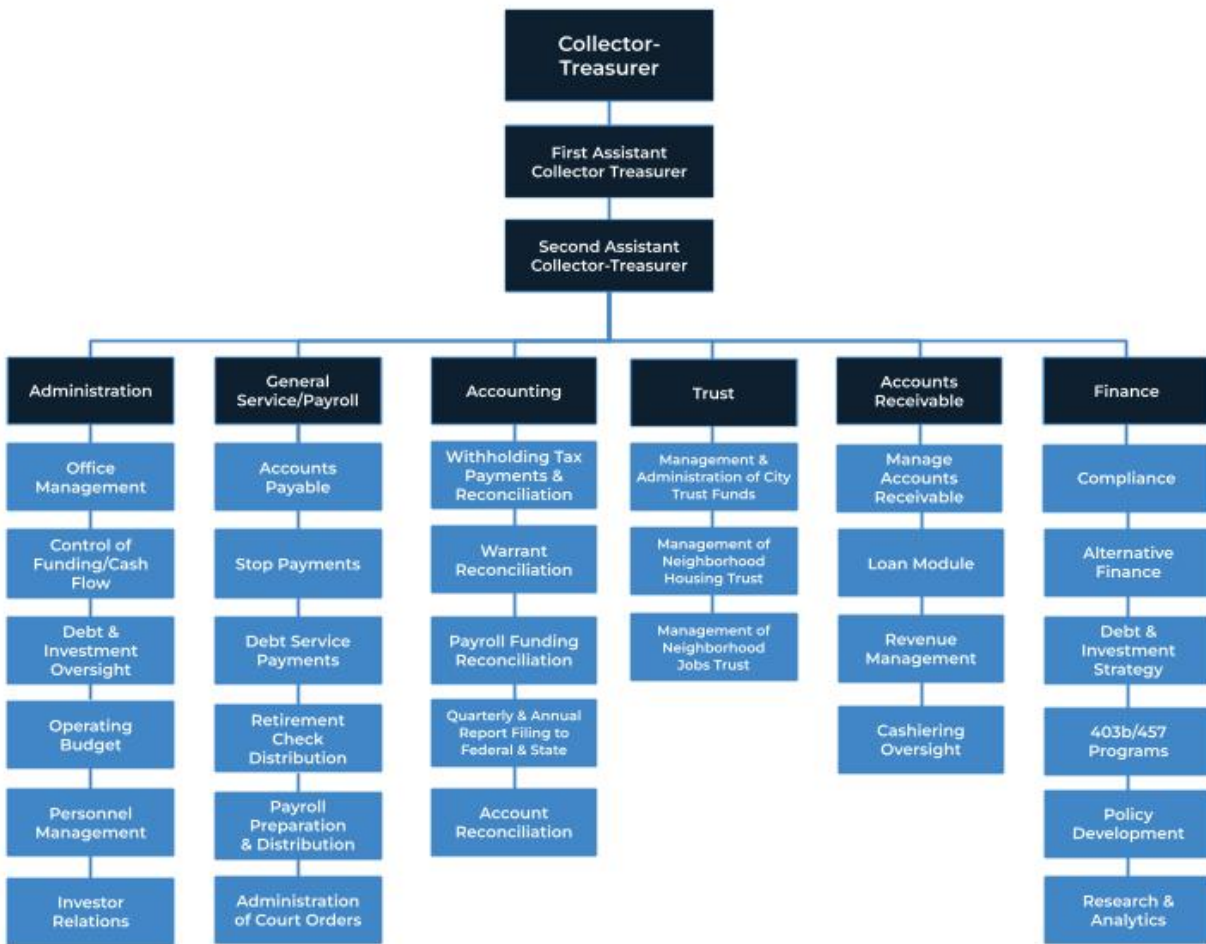 Collector-
Treasurer
First Assistant
Collector Treasurer
Second Assistant
Collector-Treasurer
Administration
Office
Management
Control of
Funding/Cash
Flow
Debt &
Investment
Oversight
Operating
Budget
Personnel
Management
Investor
Relations
General
Service/Payroll
Accounts
Payable
Stop Payments
Debt Service
Payments
Retirement
Check
Distribution
Payroll
Preparation
& Distribution
Administration
of Court Orders
Accounting
Withholding Tax
Payments &
Reconciliation
Warrant
Reconciliation
Payroll Funding
Reconciliation
Quarterly & Annual
Report Filing to
Federal & State
Account
Reconciliation
Trust
Management &
Administration of City
Trust Funds
Management of
Neighborhood
Housing Trust
Management of
Neighborhood
Jobs Trust
Accounts
Receivable
Manage
Accounts
Receivable
Loan Module
Revenue
Management
Cashiering
Oversight
Finance
Compliance
Alternative
Finance
Debt &
Investment
Strategy
403b/457
Programs
Policy
Development
Research &
Analytics